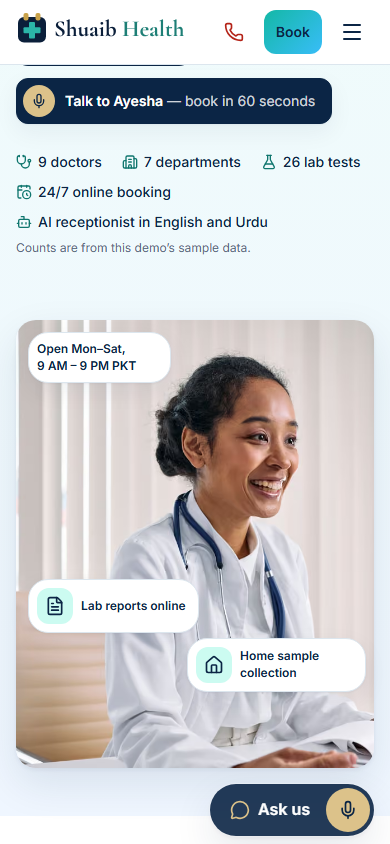 Shuaib Health
Book
Talk to Ayesha — book in 60 seconds
9 doctors
7 departments
26 lab tests
24/7 online booking
AI receptionist in English and Urdu
Counts are from this demo’s sample data.
Open Mon–Sat,
9 AM – 9 PM PKT
Lab reports online
Home sample
collection
Ask us